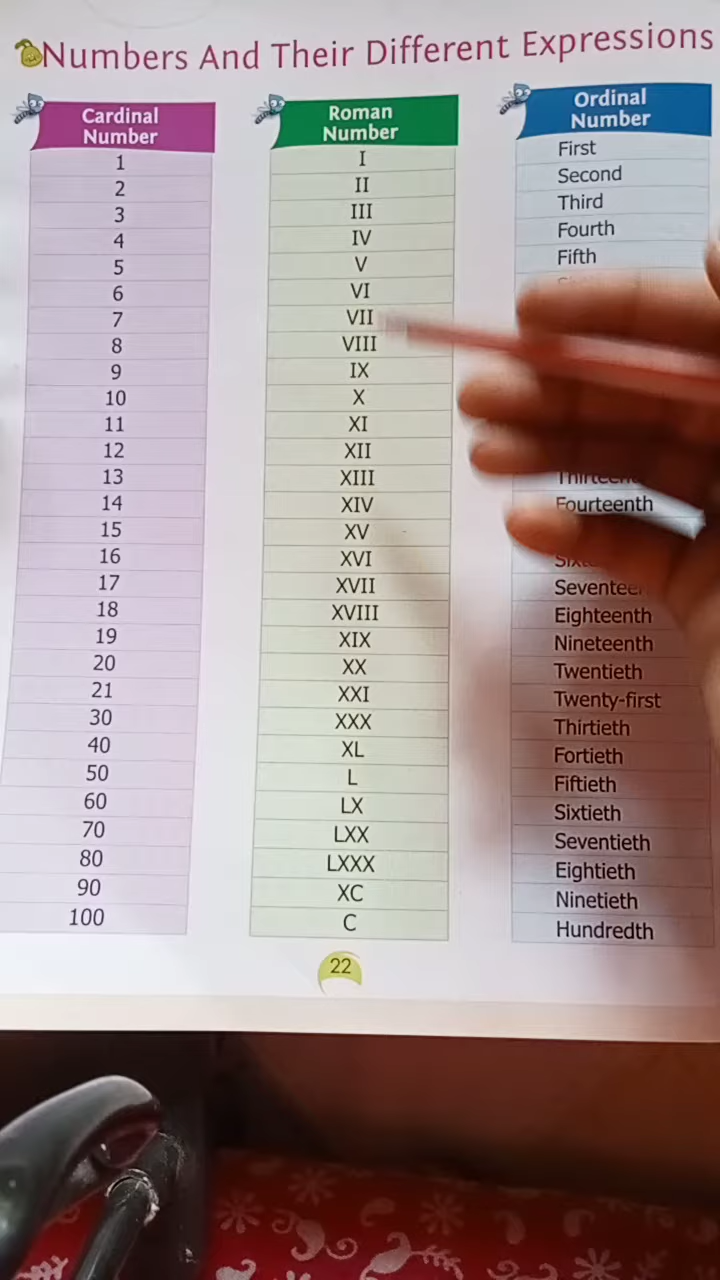 Numbers And Their Different Expressions
Cardinal Number Roman Number Ordinal Number
1 I First
2 II Second
3 III Third
4 IV Fourth
5 V Fifth
6 VI
7 VII
8 VIII
9 IX
10 X
11 XI
12 XII
13 XIII Thirteenth
14 XIV Fourteenth
15 XV
16 XVI
17 XVII Seventeen
18 XVIII Eighteenth
19 XIX Nineteenth
20 XX Twentieth
21 XXI Twenty-first
30 XXX Thirtieth
40 XL Fortieth
50 L Fiftieth
60 LX Sixtieth
70 LXX Seventieth
80 LXXX Eightieth
90 XC Ninetieth
100 C Hundredth
22